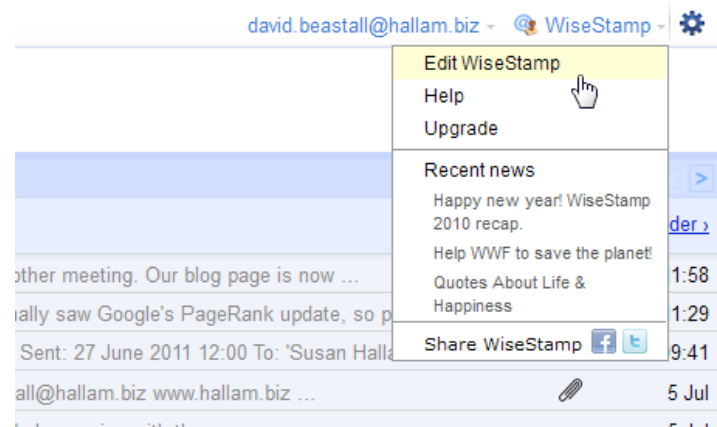 david.beastall@hallam.biz WiseStamp
Edit WiseStamp
Help
Upgrade
Recent news
Happy new year! WiseStamp
2010 recap.
Help WWF to save the planet!
Quotes About Life &
Happiness
Share WiseStamp
>
der ›
other meeting. Our blog page is now ... 1:58
nally saw Google's PageRank update, so p 1:29
Sent: 27 June 2011 12:00 To: 'Susan Halla 9:41
all@hallam.biz www.hallam.biz ... 5 Jul